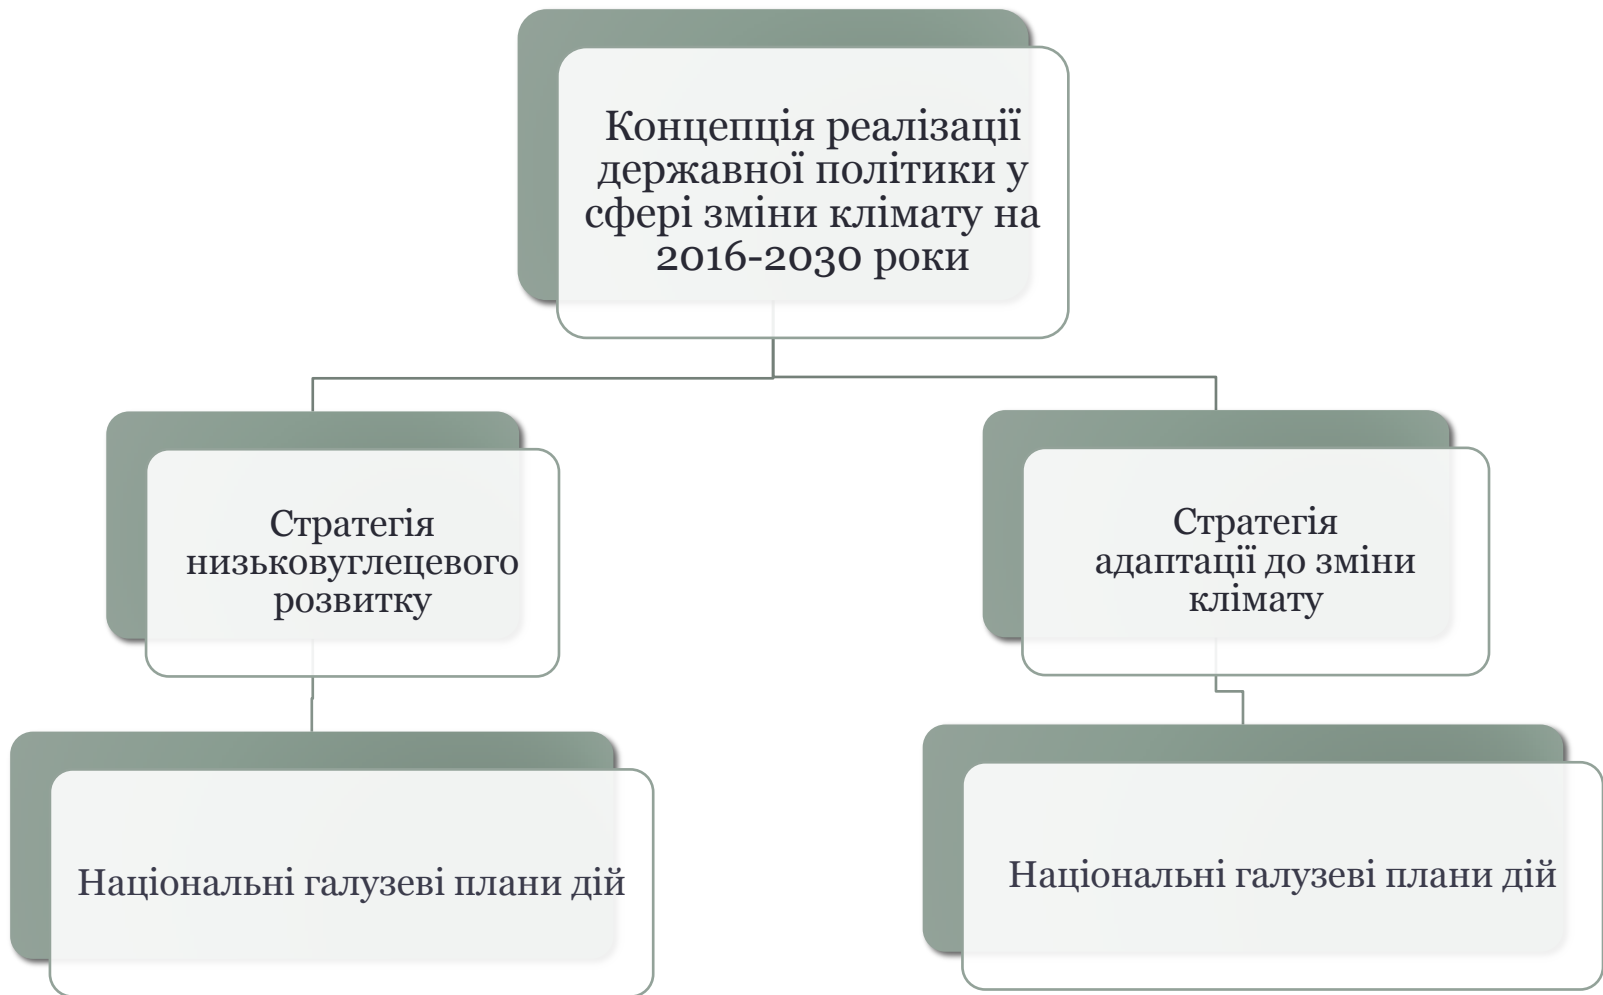 Концепція реалізації
державної політики у
сфері зміни клімату на
2016-2030 роки
Стратегія
низьковуглецевого
розвитку
Стратегія
адаптації до зміни
клімату
Національні галузеві плани дій
Національні галузеві плани дій